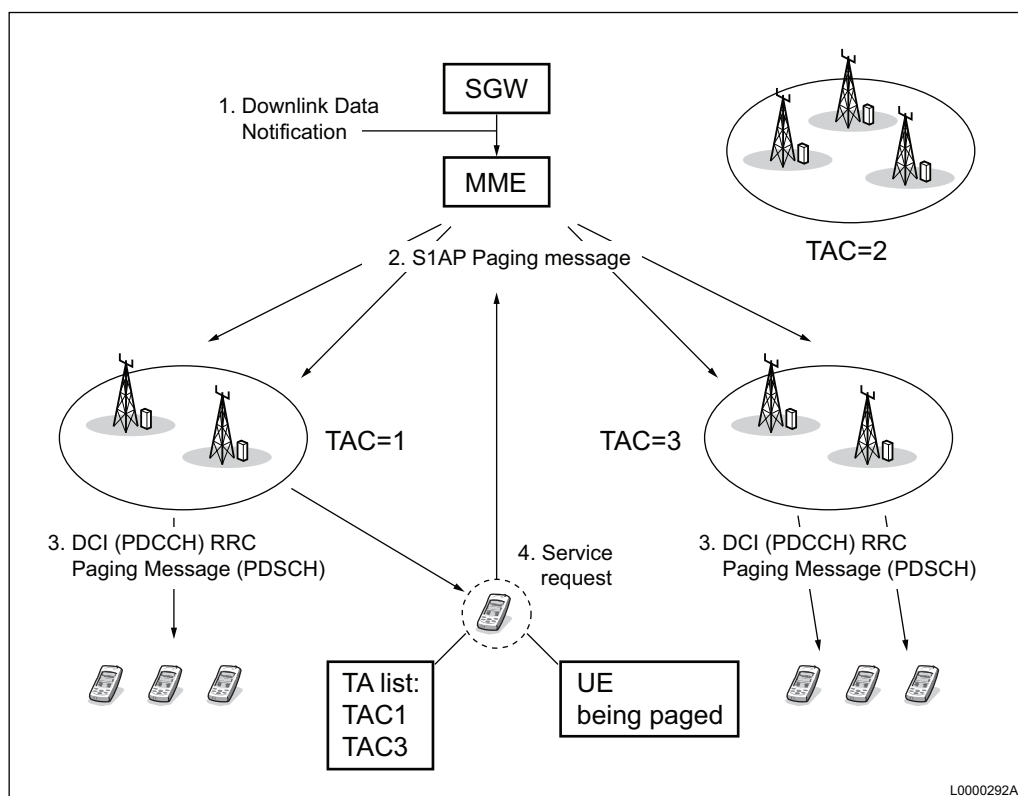 SGW
1. Downlink Data
Notification
MME
TAC=2
2. S1AP Paging message
TAC=1
TAC=3
3. DCI (PDCCH) RRC
Paging Message (PDSCH)
4. Service
request
3. DCI (PDCCH) RRC
Paging Message (PDSCH)
TA list:
TAC1
TAC3
UE
being paged
L0000292A